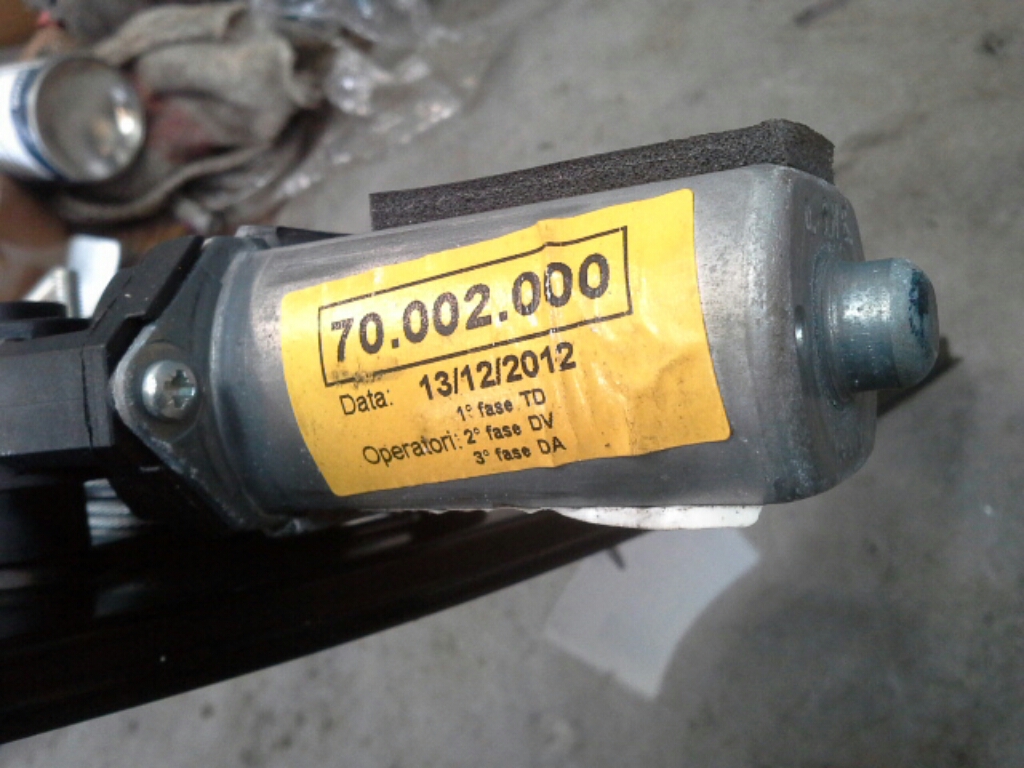 70.002.000
Data: 13/12/2012
1° fase TD
Operatori: 2° fase DV
3° fase DA